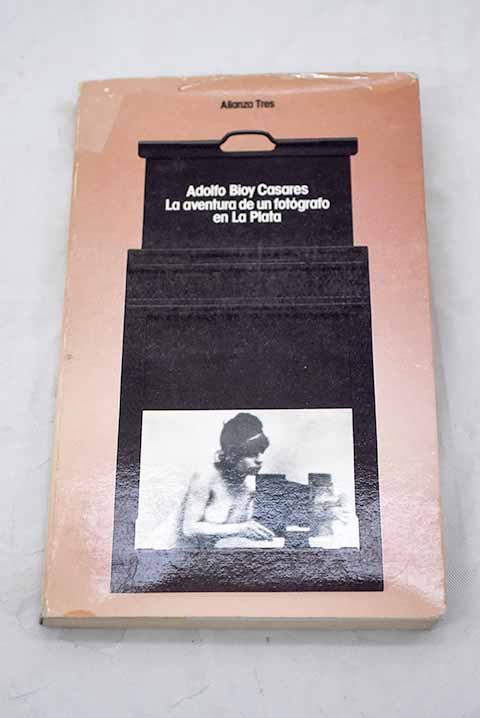 Alianza Tres
Adolfo Bioy Casares
La aventura de un fotógrafo
en La Plata